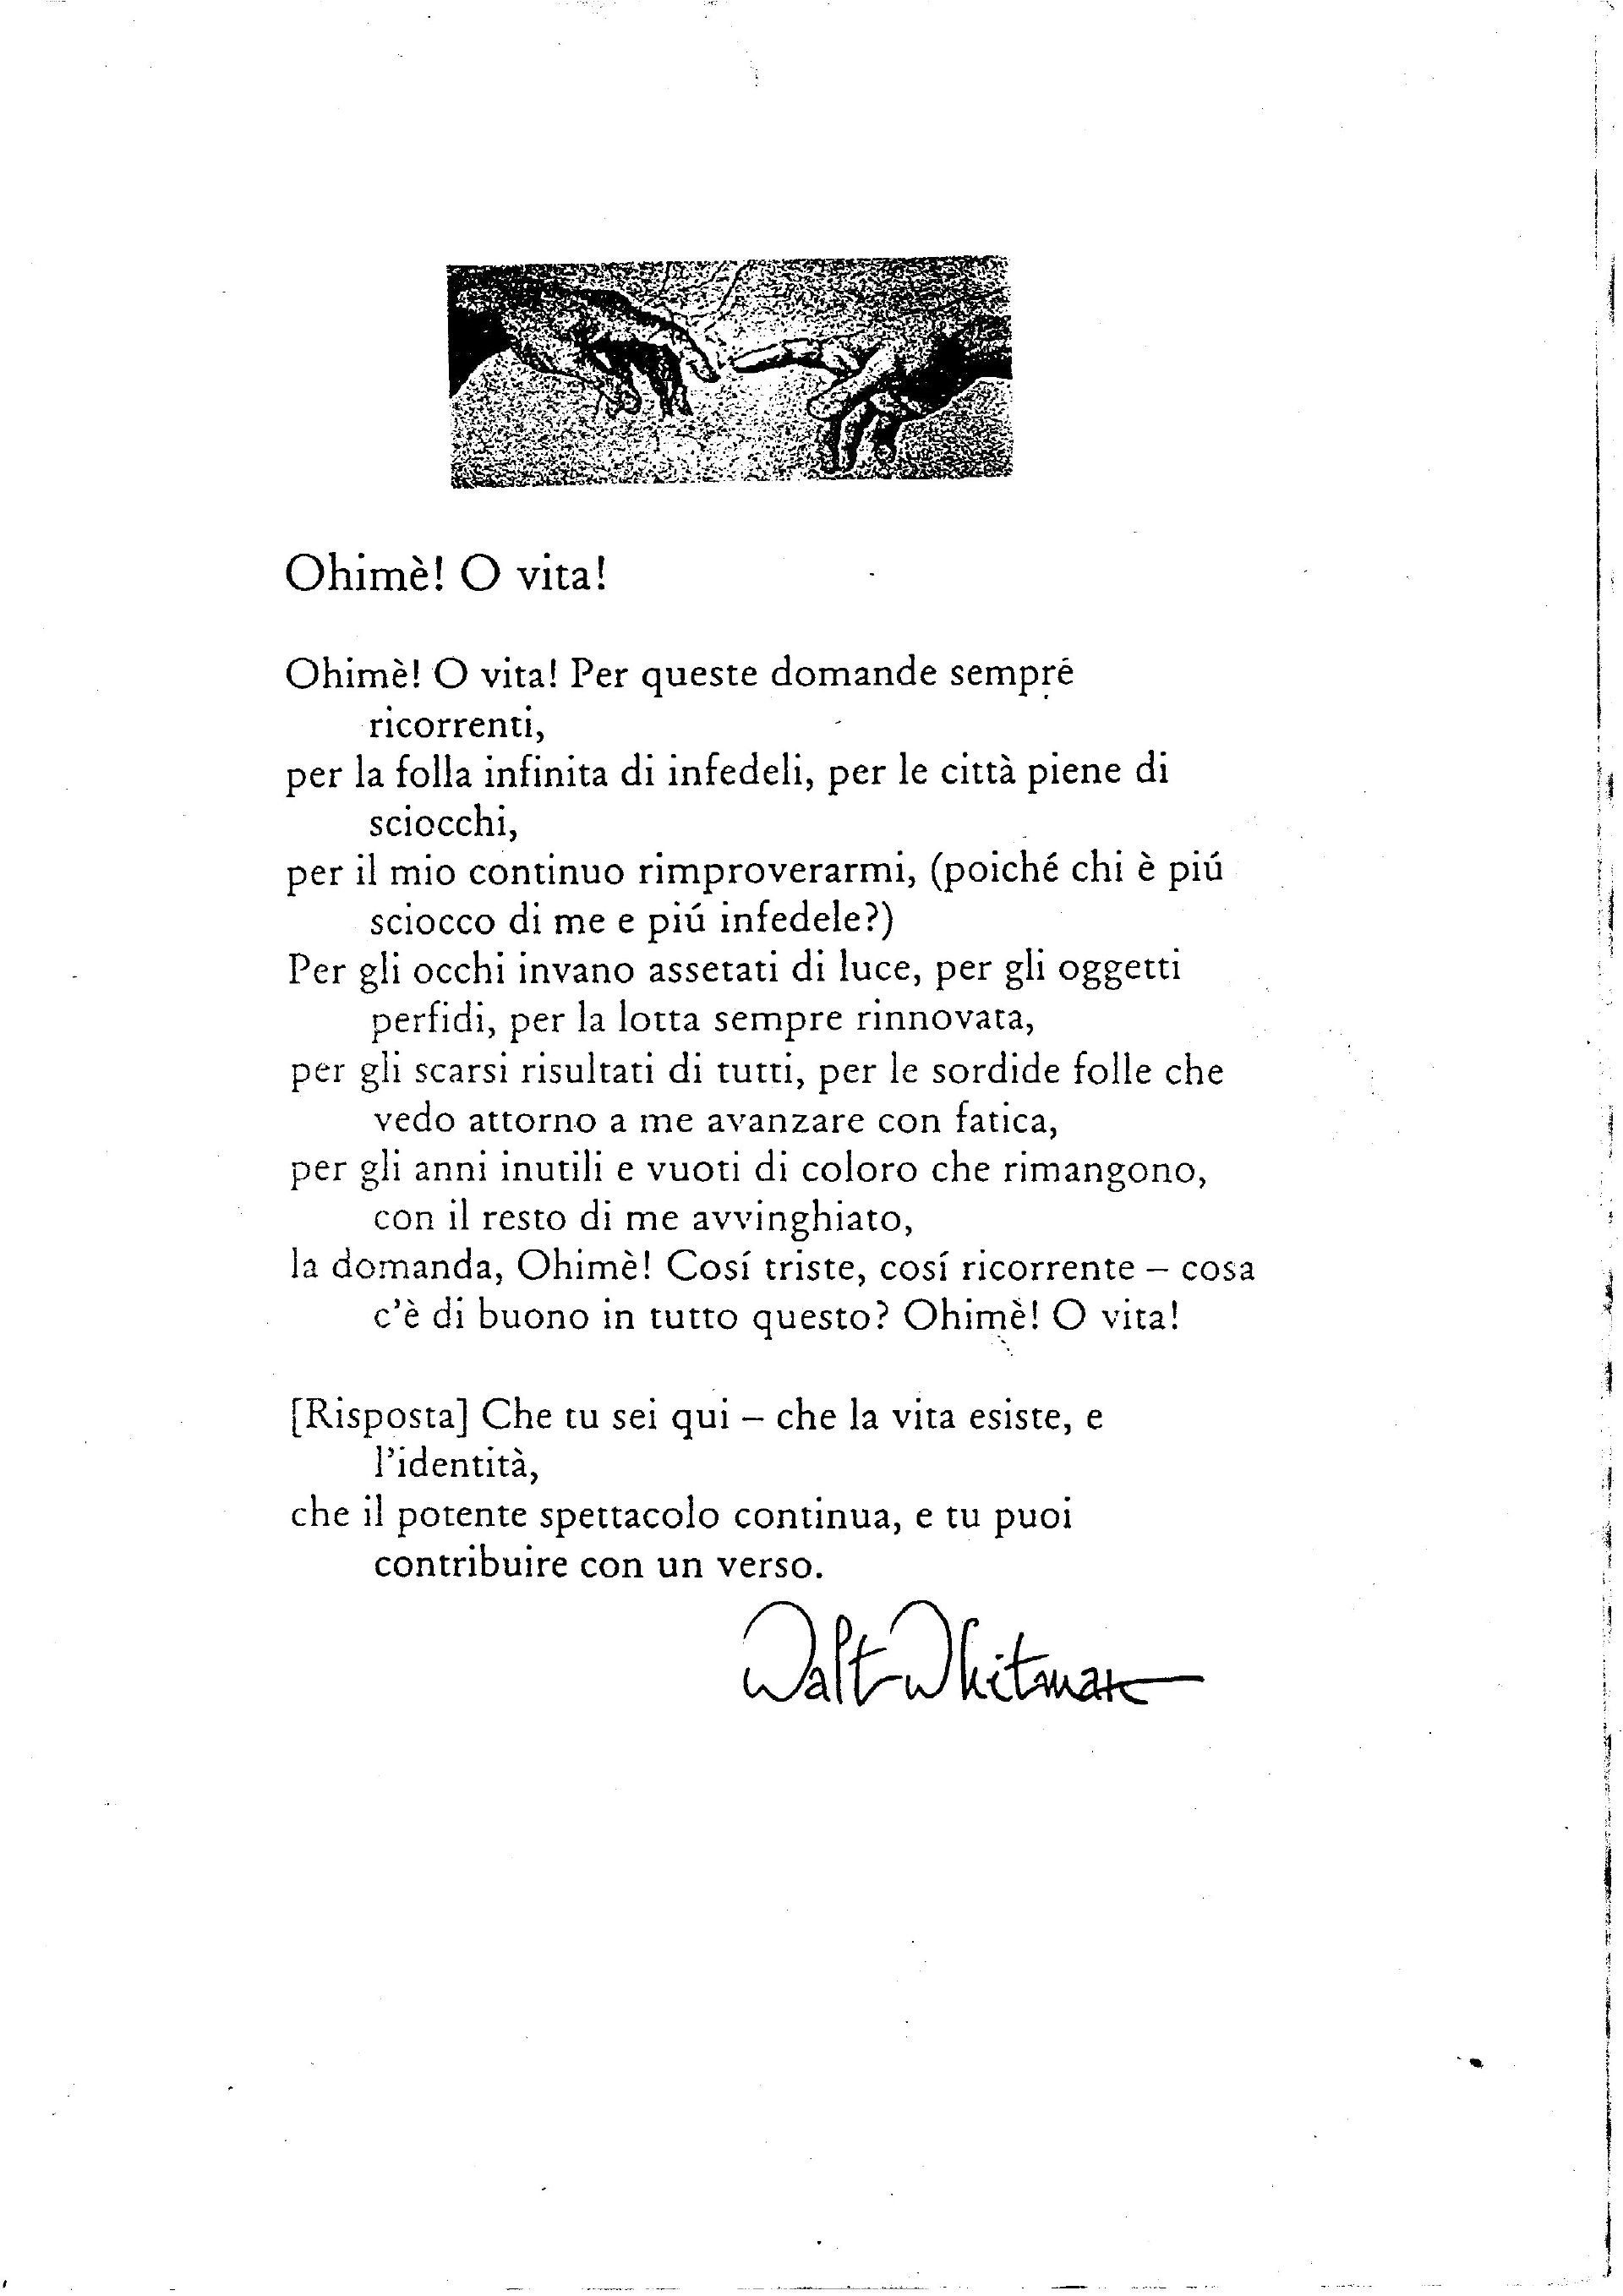 Ohimè! O vita!
Ohimè! O vita! Per queste domande sempre
ricorrenti,
per la folla infinita di infedeli, per le città piene di
sciocchi,
per il mio continuo rimproverarmi, (poiché chi è piú
sciocco di me e piú infedele?)
Per gli occhi invano assetati di luce, per gli oggetti
perfidi, per la lotta sempre rinnovata,
per gli scarsi risultati di tutti, per le sordide folle che
vedo attorno a me avanzare con fatica,
per gli anni inutili e vuoti di coloro che rimangono,
con il resto di me avvinghiato,
la domanda, Ohimè! Cosí triste, cosí ricorrente – cosa
c'è di buono in tutto questo? Ohimè! O vita!
[Risposta] Che tu sei qui – che la vita esiste, e
l'identità,
che il potente spettacolo continua, e tu puoi
contribuire con un verso.
Walt Whitman